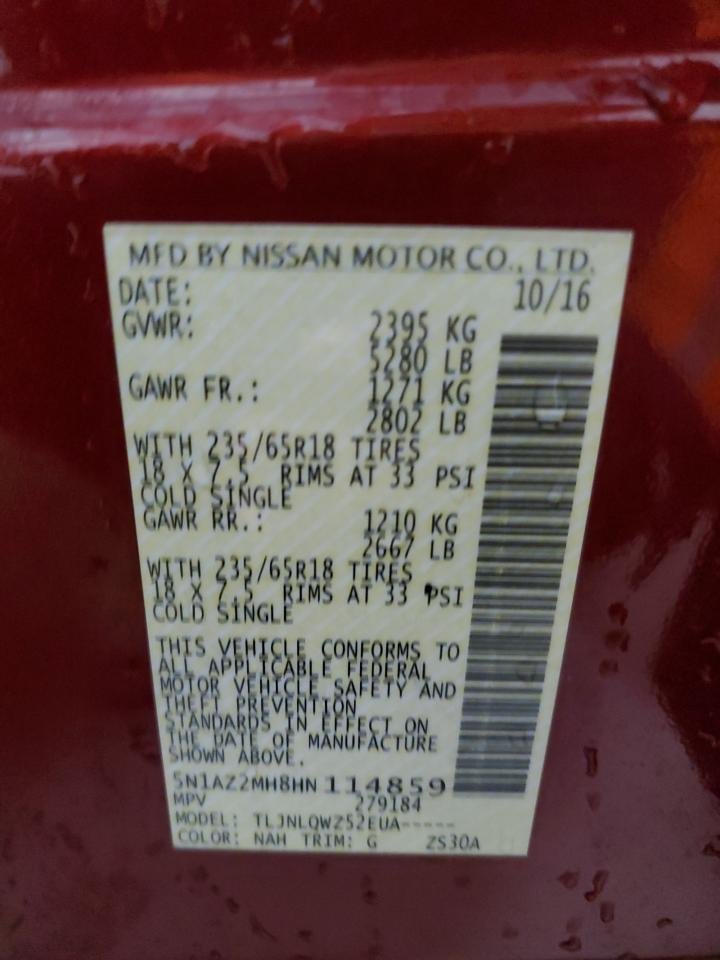 MFD BY NISSAN MOTOR CO., LTD.
DATE: 10/16
GVWR: 2395 KG
5280 LB
GAWR FR.: 1271 KG
2802 LB
WITH 235/65R18 TIRES
18 X 7.5 RIMS AT 33 PSI
COLD SINGLE
GAWR RR.: 1210 KG
2667 LB
WITH 235/65R18 TIRES
18 X 7.5 RIMS AT 33 PSI
COLD SINGLE
THIS VEHICLE CONFORMS TO
ALL APPLICABLE FEDERAL
MOTOR VEHICLE SAFETY AND
THEFT PREVENTION
STANDARDS IN EFFECT ON
THE DATE OF MANUFACTURE
SHOWN ABOVE.
5N1AZ2MH8HN114859
MPV 279184
MODEL: TLJNLQWZ52EUA-----
COLOR: NAH TRIM: G ZS30A